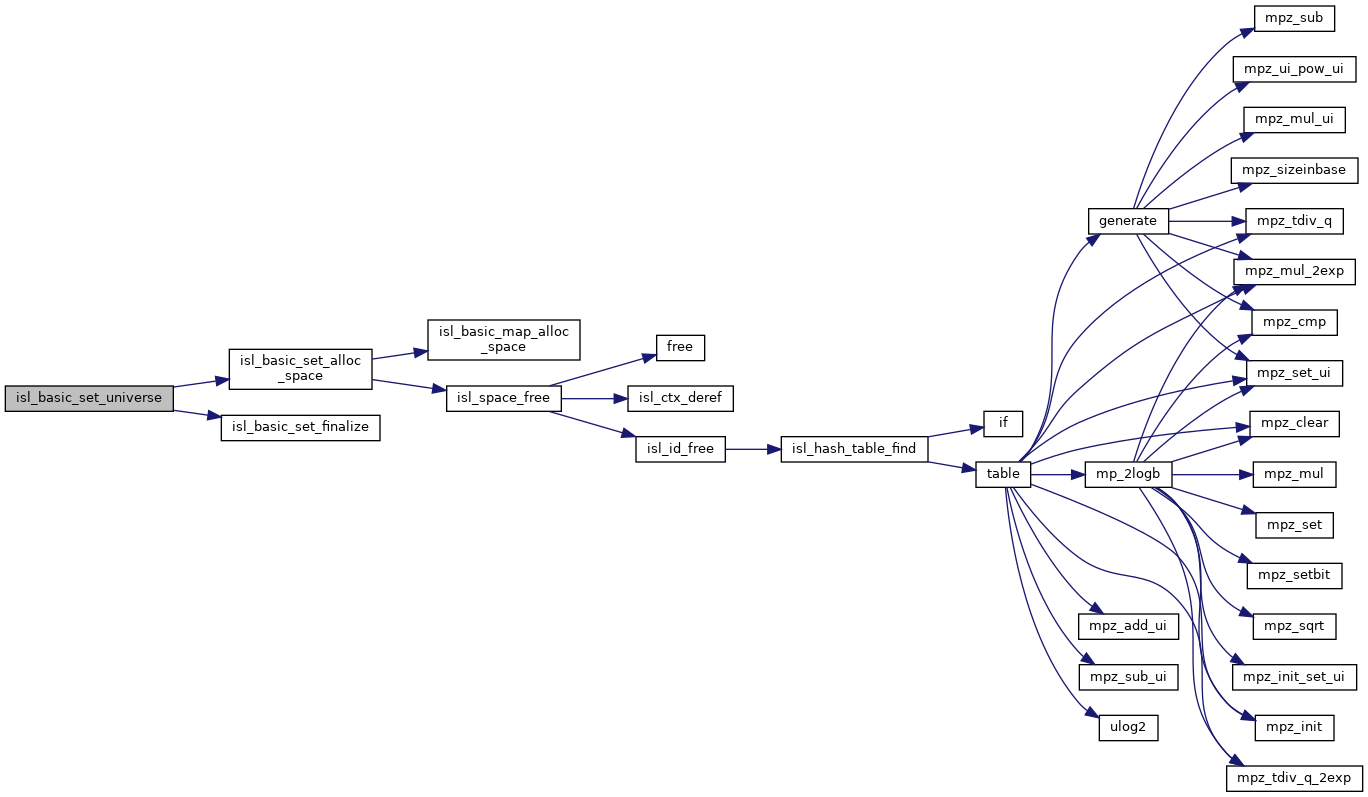 mpz_sub
mpz_ui_pow_ui
mpz_mul_ui
mpz_sizeinbase
generate
mpz_tdiv_q
mpz_mul_2exp
mpz_cmp
isl_basic_map_alloc
_space
free
isl_basic_set_alloc
_space
mpz_set_ui
isl_basic_set_universe
isl_space_free
isl_ctx_deref
isl_basic_set_finalize
if
mpz_clear
isl_id_free
isl_hash_table_find
table
mp_2logb
mpz_mul
mpz_set
mpz_setbit
mpz_add_ui
mpz_sqrt
mpz_sub_ui
mpz_init_set_ui
ulog2
mpz_init
mpz_tdiv_q_2exp